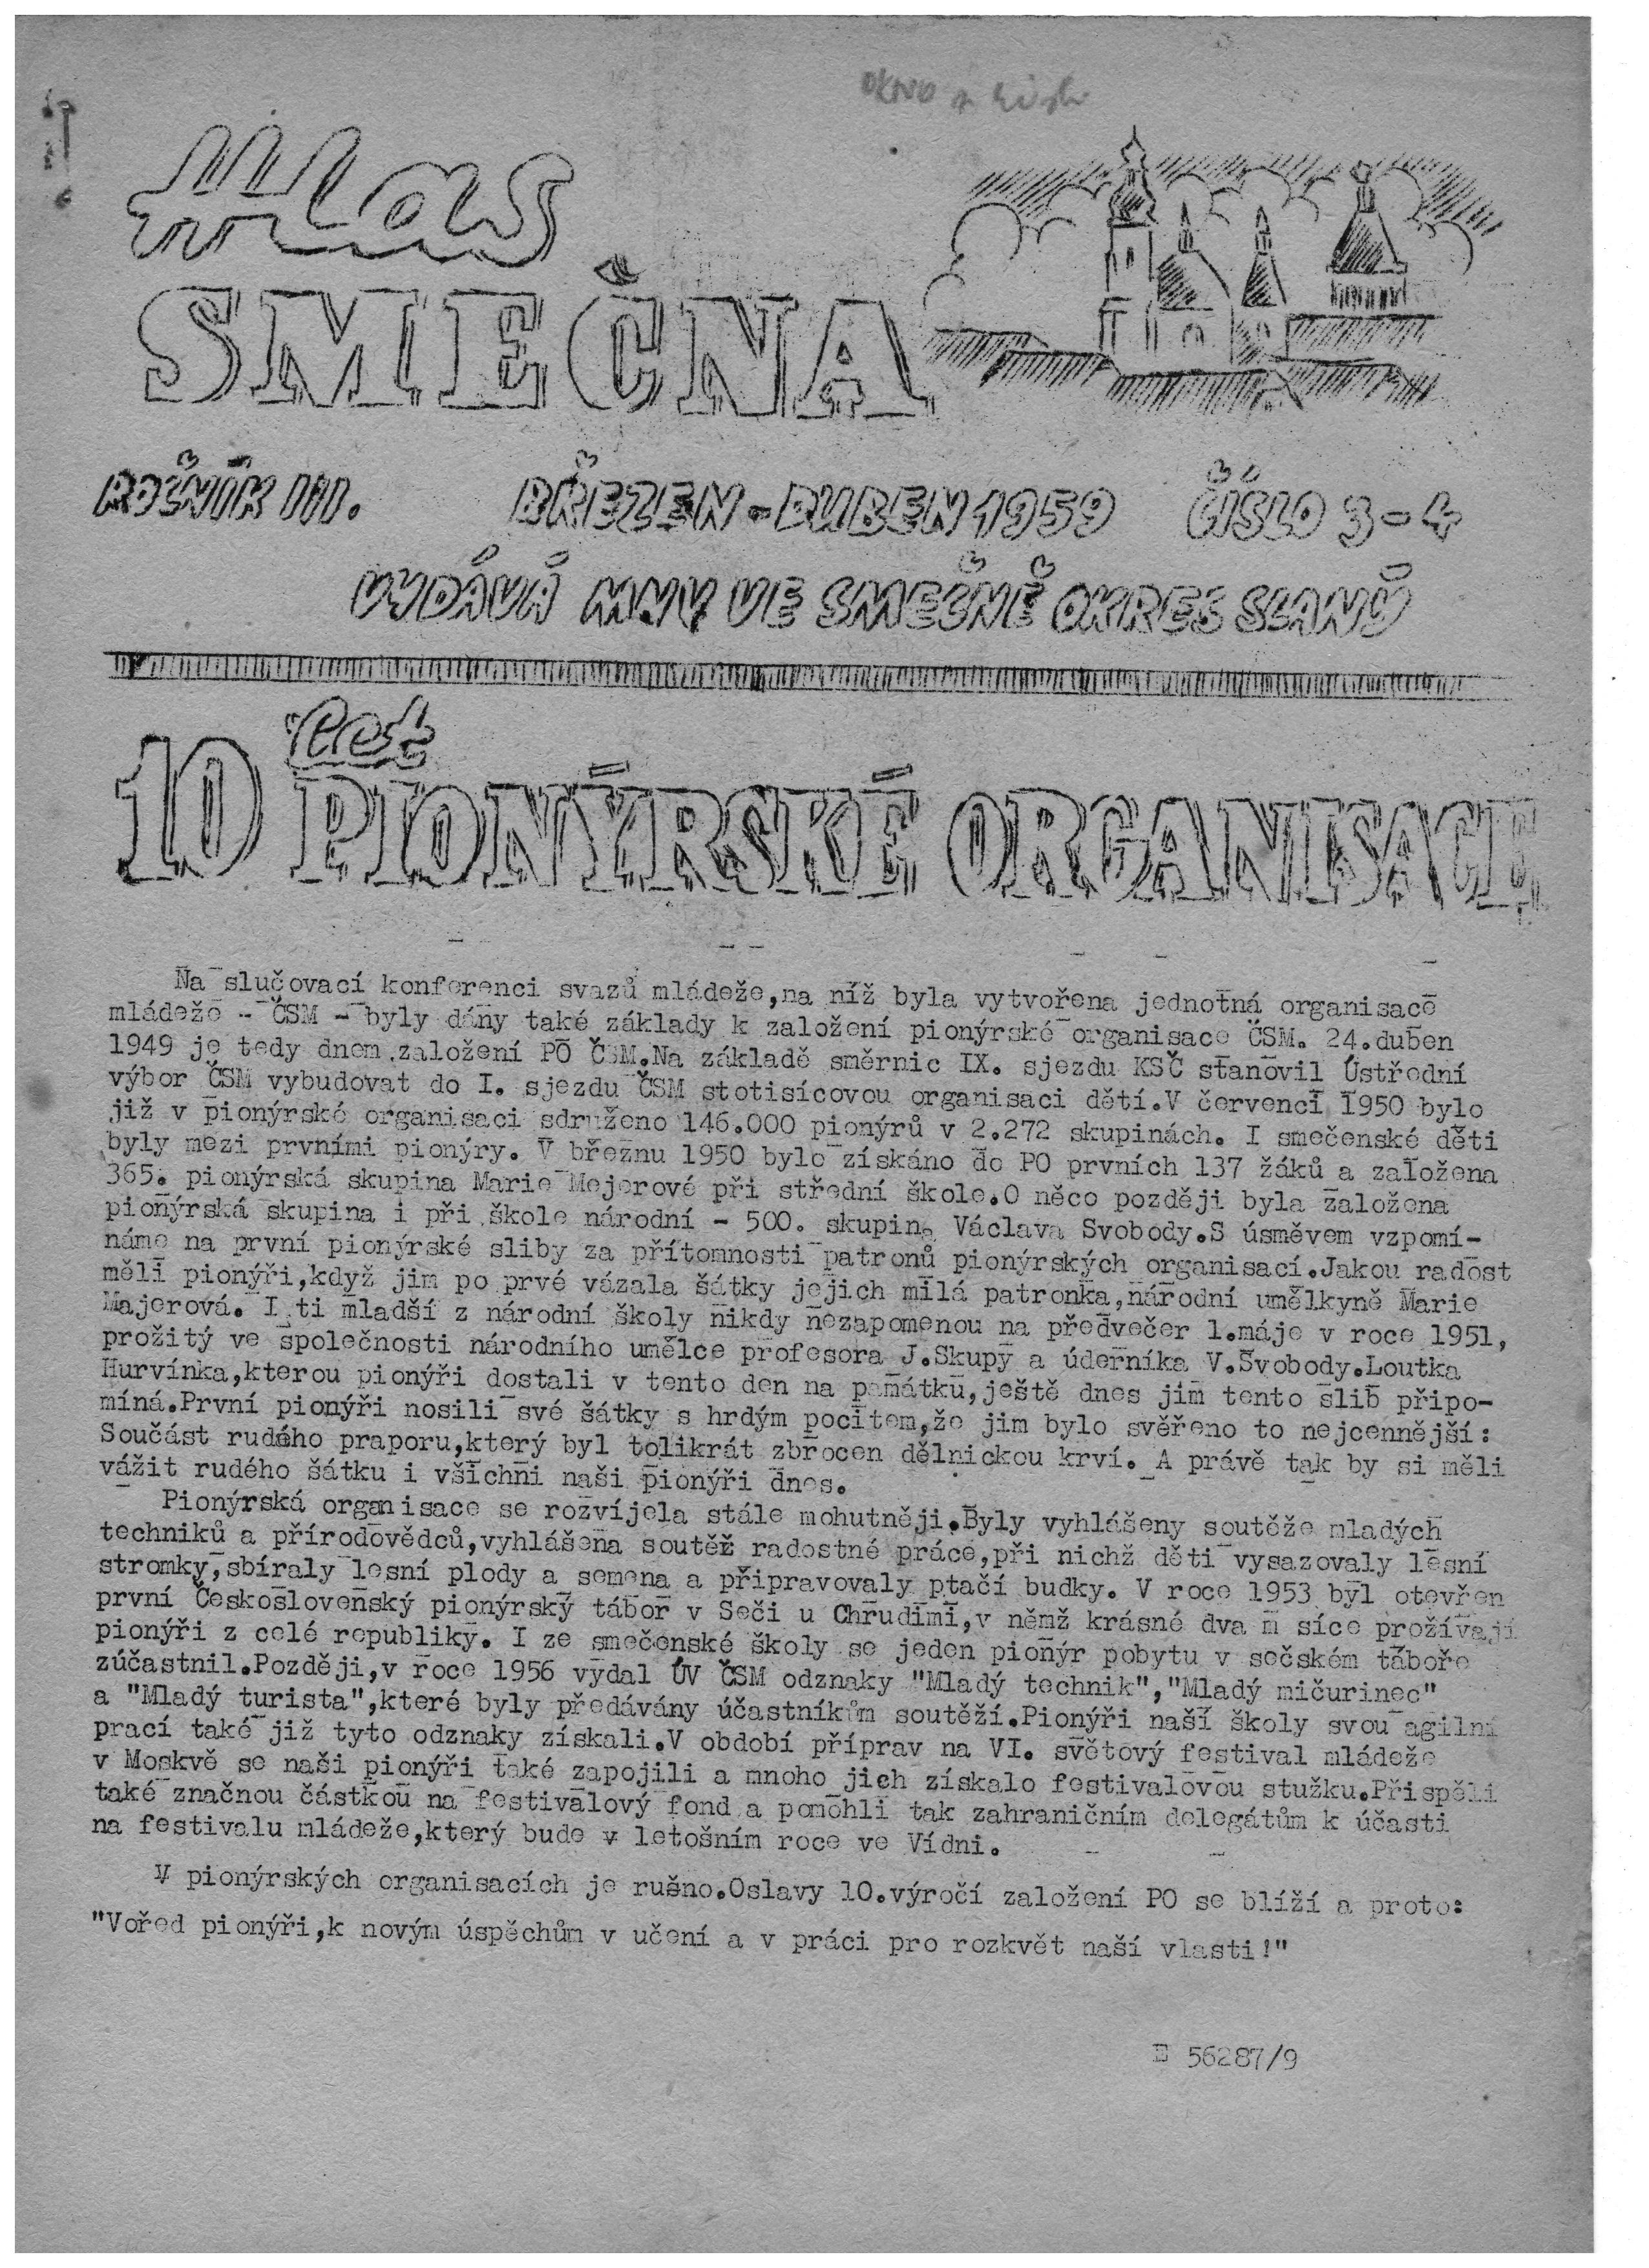 OKNO
Hlas
SMEČNA
ROČNÍK III. BŘEZEN-DUBEN 1959 ČÍSLO 3-4
VYDÁVÁ MNV VE SMEČNĚ OKRES SLANÝ
10 let PIONÝRSKÉ ORGANISACE
Na slučovací konferenci svazů mládeže,na níž byla vytvořena jednotná organisace
mládeže - ČSM - byly dány také základy k založení pionýrské organisace ČSM. 24.duben
1949 je tedy dnem založení PO ČSM.Na základě směrnic IX. sjezdu KSČ stanovil Ústřední
výbor ČSM vybudovat do I. sjezdu ČSM stotisícovou organisaci dětí.V červenci 1950 bylo
již v pionýrské organisaci sdruženo 146.000 pionýrů v 2.272 skupinách. I smečenské děti
byly mezi prvními pionýry. V březnu 1950 bylo získáno do PO prvních 137 žáků a založena
365. pionýrská skupina Marie Mejerové při střední škole.O něco později byla založena
pionýrská skupina i při škole národní - 500. skupina Václava Svobody.S úsměvem vzpomí-
náme na první pionýrské sliby za přítomnosti patronů pionýrských organisací.Jakou radost
měli pionýři,když jim po prvé vázala šátky jejich milá patronka,národní umělkyně Marie
Majerová. I ti mladší z národní školy nikdy nezapomenou na předvečer 1.máje v roce 1951,
prožitý ve společnosti národního umělce profesora J.Skupy a úderníka V.Svobody.Loutka
Hurvínka,kterou pionýři dostali v tento den na památku,ještě dnes jim tento slib připo-
míná.První pionýři nosili své šátky s hrdým pocitem,že jim bylo svěřeno to nejcennější:
Součást rudého praporu,který byl tolikrát zbrocen dělnickou krví. A právě tak by si měli
vážit rudého šátku i všichni naši pionýři dnes.
Pionýrská organisace se rozvíjela stále mohutněji.Byly vyhlášeny soutěže mladých
techniků a přírodovědců,vyhlášena soutěž radostné práce,při nichž děti vysazovaly lesní
stromky,sbíraly lesní plody a semena a připravovaly ptačí budky. V roce 1953 byl otevřen
první Československý pionýrský tábor v Seči u Chrudimi,v němž krásné dva m síce prožívají
pionýři z celé republiky. I ze smečenské školy se jeden pionýr pobytu v sečském táboře
zúčastnil.Později,v roce 1956 vydal ÚV ČSM odznaky "Mladý technik","Mladý mičurinec"
a "Mladý turista",které byly předávány účastníkům soutěží.Pionýři naší školy svou agilní
prací také již tyto odznaky získali.V období příprav na VI. světový festival mládeže
v Moskvě se naši pionýři také zapojili a mnoho jich získalo festivalovou stužku.Přispěli
také značnou částkou na festivalový fond a pomohli tak zahraničním delegátům k účasti
na festivalu mládeže,který bude v letošním roce ve Vídni.
V pionýrských organisacích je rušno.Oslavy 10.výročí založení PO se blíží a proto:
"Vořed pionýři,k novým úspěchům v učení a v práci pro rozkvět naší vlasti!"
E 56287/9